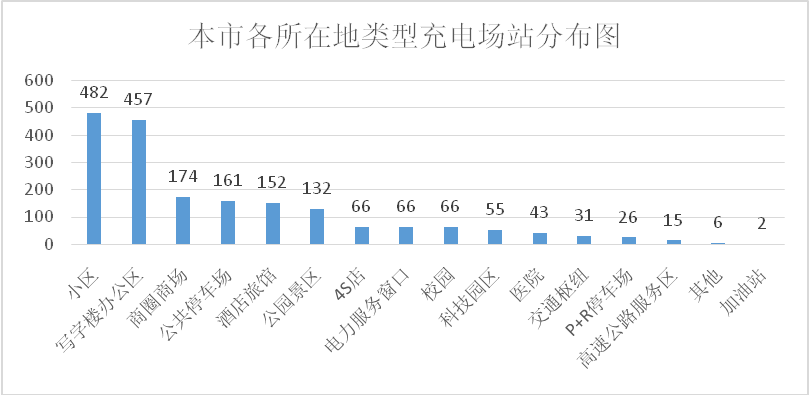 本市各所在地类型充电场站分布图
600
500
400
300
200
100
0
482
457
174
161
152
132
66
66
66
55
43
31
26
15
6
2
小区
写字楼办公区
商圈商场
公共停车场
酒店旅馆
公园景区
4S店
电力服务窗口
校园
科技园区
医院
交通枢纽
P+R停车场
高速公路服务区
其他
加油站